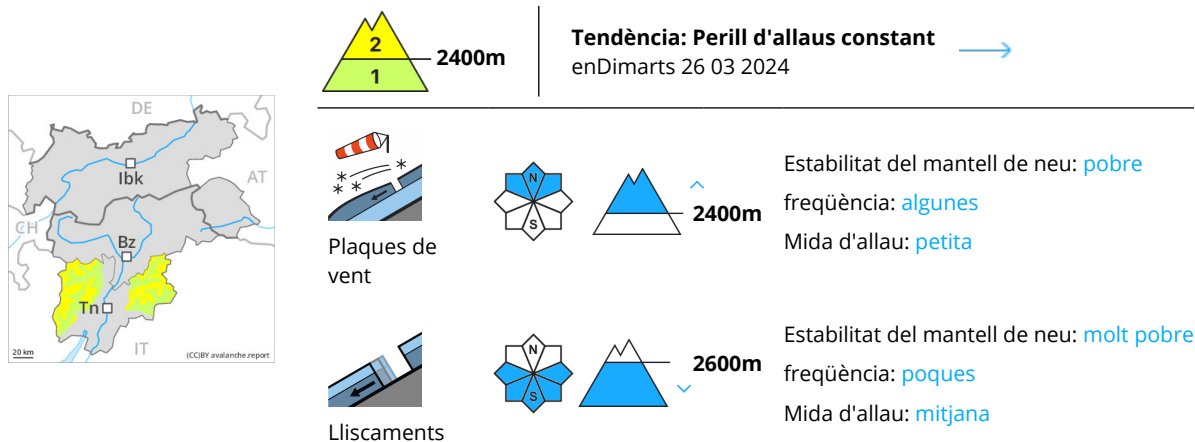 2
1
2400m
Tendència: Perill d'allaus constant
enDimarts 26 03 2024
DE
Ibk
AT
CH
Bz
Tn
IT
20 km
(CC)BY avalanche.report
Plaques de
vent
N
S
2400m
Estabilitat del mantell de neu: pobre
freqüència: algunes
Mida d'allau: petita
Lliscaments
N
S
2600m
Estabilitat del mantell de neu: molt pobre
freqüència: poques
Mida d'allau: mitjana